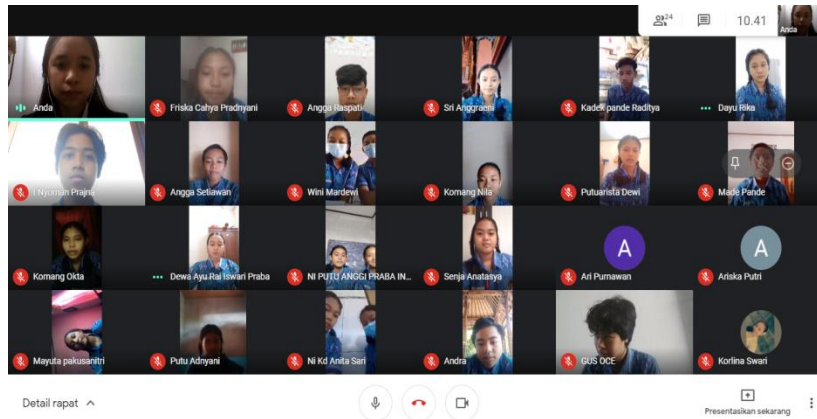 24
10.41
Anda
Anda
Friska Cahya Pradnyani
Angga Raspati
Sri Anggraeni
Kadek pande Raditya
Dayu Rika
I Nyoman Prajna
Angga Setiawan
Wini Mardewi
Komang Nila
Putuarista Dewi
Made Pande
Komang Okta
Dewa Ayu Rai Iswari Praba
NI PUTU ANGGI PRABA IN...
Senja Anatasya
A
Ari Purnawan
A
Ariska Putri
Mayuta pakusanitri
Putu Adnyani
Ni Kd Anita Sari
Andra
GUS OCE
Korlina Swari
Detail rapat
Presentasikan sekarang